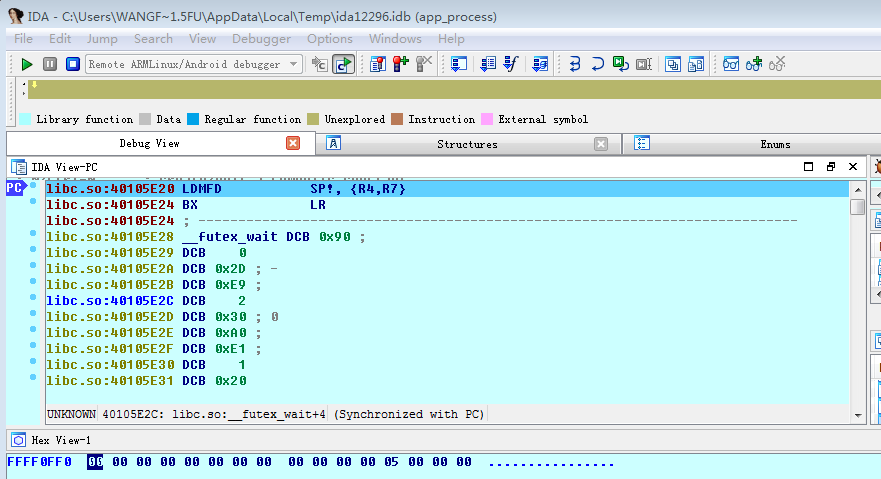 IDA - C:\Users\WANGF~1.5FU\AppData\Local\Temp\ida12296.idb (app_process)
File Edit Jump Search View Debugger Options Windows Help
Remote ARMLinux/Android debugger
Library function Data Regular function Unexplored Instruction External symbol
Debug View Structures Enums
IDA View-PC
PC libc.so:40105E20 LDMFD SP!, {R4,R7}
libc.so:40105E24 BX LR
libc.so:40105E24 ; ---------------------------------------------------------------------------
libc.so:40105E28 __futex_wait DCB 0x90 ;
libc.so:40105E29 DCB 0
libc.so:40105E2A DCB 0x2D ; -
libc.so:40105E2B DCB 0xE9 ;
libc.so:40105E2C DCB 2
libc.so:40105E2D DCB 0x30 ; 0
libc.so:40105E2E DCB 0xA0 ;
libc.so:40105E2F DCB 0xE1 ;
libc.so:40105E30 DCB 1
libc.so:40105E31 DCB 0x20
UNKNOWN 40105E2C: libc.so:__futex_wait+4 (Synchronized with PC)
Hex View-1
FFFF0FF0 00 00 00 00 00 00 00 00 00 00 00 00 05 00 00 00 ................